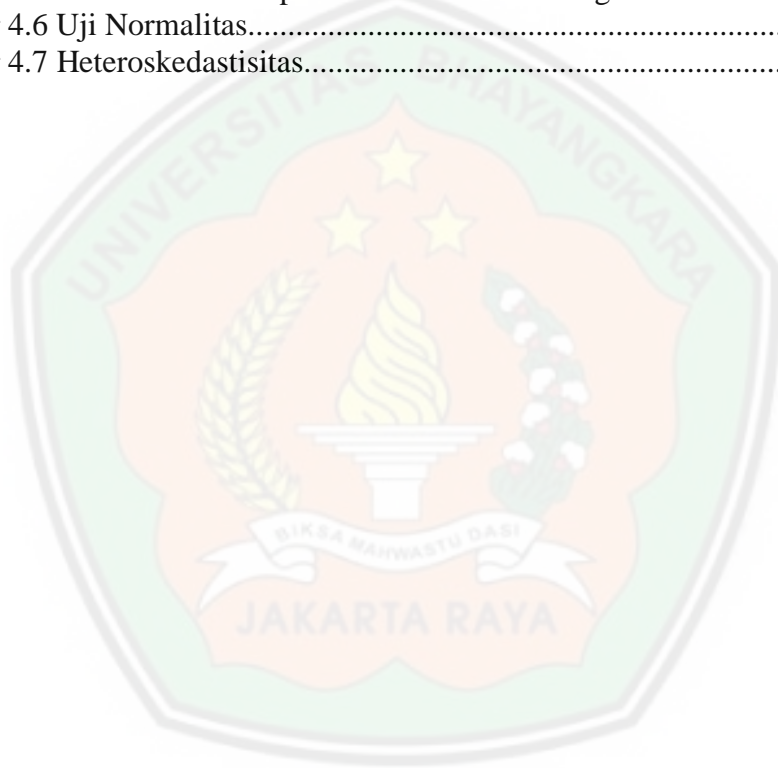 4.6 Uji Normalitas....................................................................
4.7 Heteroskedastisitas............................................................
UNIVERSITAS BHAYANGKARA
BIKSA MAHWASTU DASI
JAKARTA RAYA